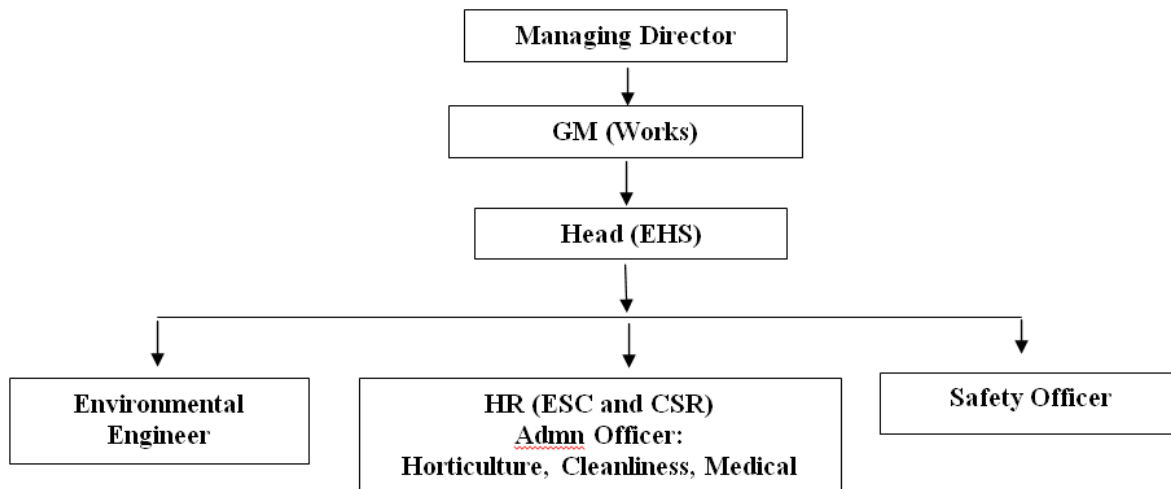 Managing Director
GM (Works)
Head (EHS)
Environmental
Engineer
HR (ESC and CSR)
Admn Officer:
Horticulture, Cleanliness, Medical
Safety Officer